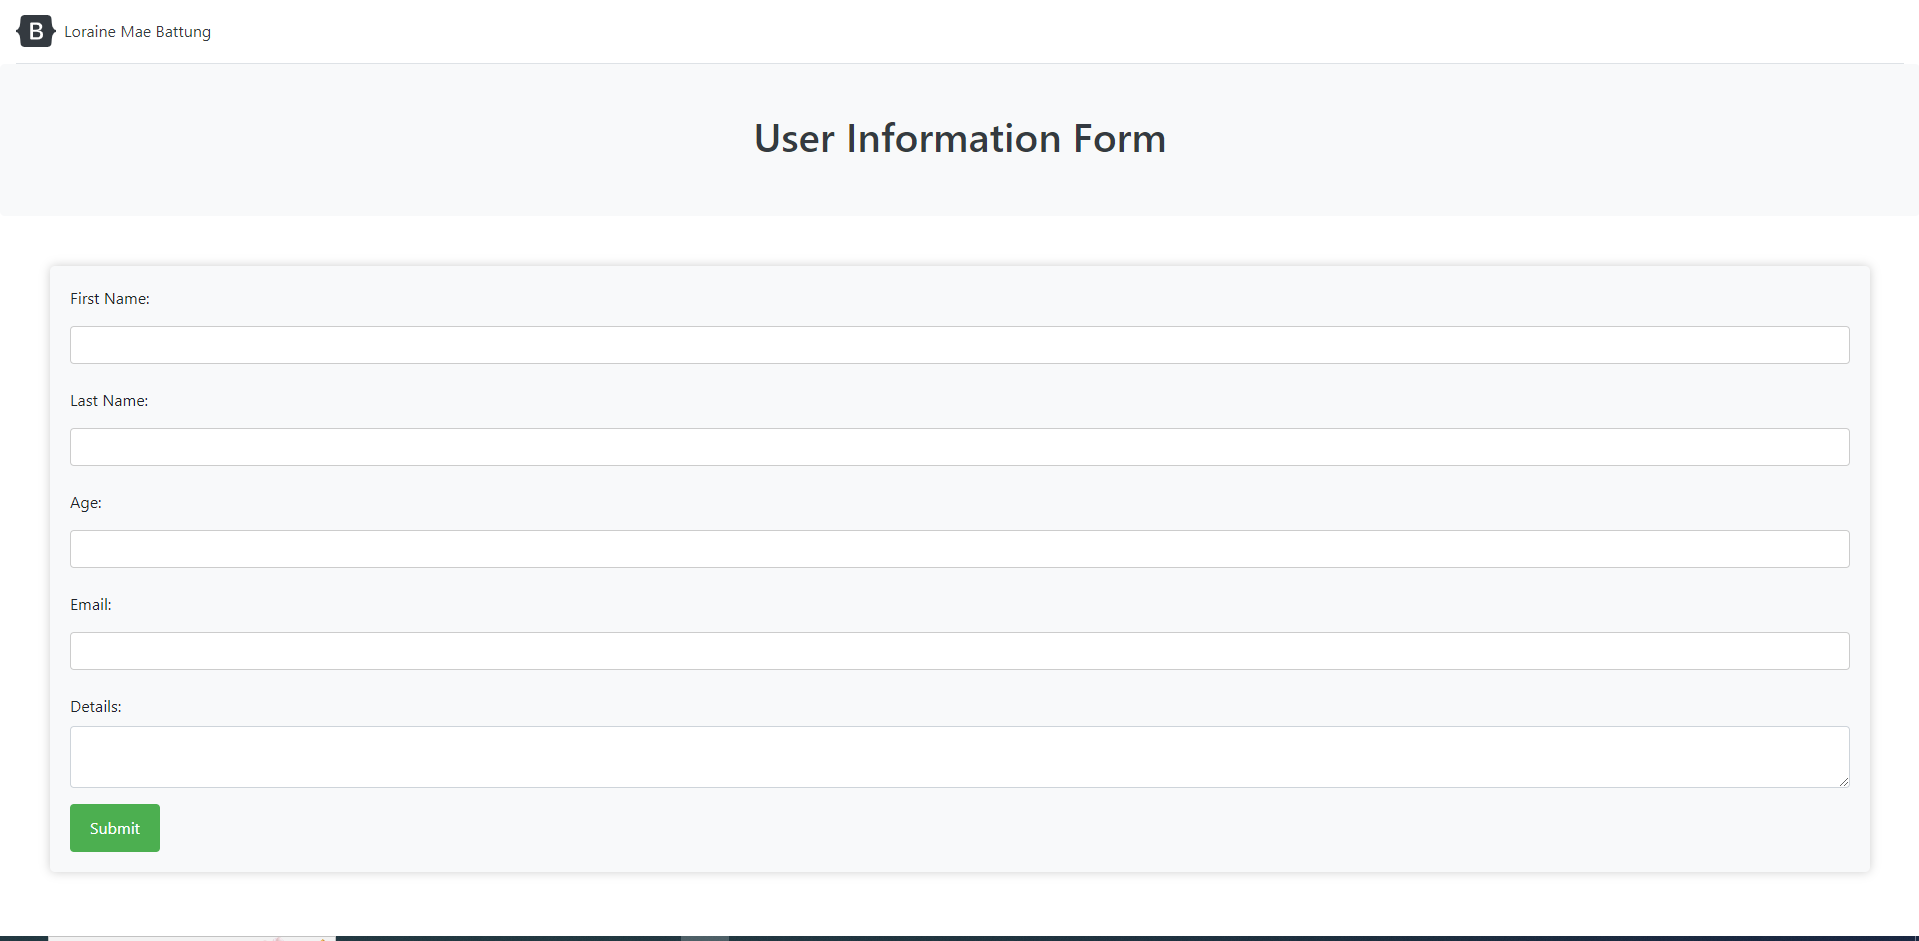 B Loraine Mae Battung
User Information Form
First Name:
Last Name:
Age:
Email:
Details:
Submit